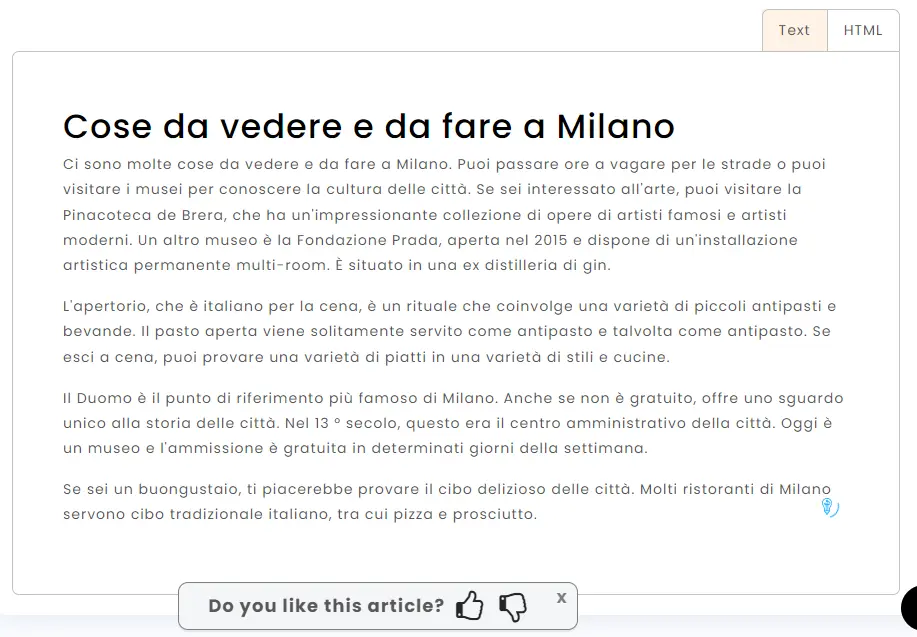 Text
HTML
Cose da vedere e da fare a Milano
Ci sono molte cose da vedere e da fare a Milano. Puoi passare ore a vagare per le strade o puoi
visitare i musei per conoscere la cultura delle città. Se sei interessato all'arte, puoi visitare la
Pinacoteca de Brera, che ha un'impressionante collezione di opere di artisti famosi e artisti
moderni. Un altro museo è la Fondazione Prada, aperta nel 2015 e dispone di un'installazione
artistica permanente multi-room. È situato in una ex distilleria di gin.
L'apertorio, che è italiano per la cena, è un rituale che coinvolge una varietà di piccoli antipasti e
bevande. Il pasto aperta viene solitamente servito come antipasto e talvolta come antipasto. Se
esci a cena, puoi provare una varietà di piatti in una varietà di stili e cucine.
Il Duomo è il punto di riferimento più famoso di Milano. Anche se non è gratuito, offre uno sguardo
unico alla storia delle città. Nel 13 ° secolo, questo era il centro amministrativo della città. Oggi è
un museo e l'ammissione è gratuita in determinati giorni della settimana.
Se sei un buongustaio, ti piacerebbe provare il cibo delizioso delle città. Molti ristoranti di Milano
servono cibo tradizionale italiano, tra cui pizza e prosciutto.
Do you like this article?
x